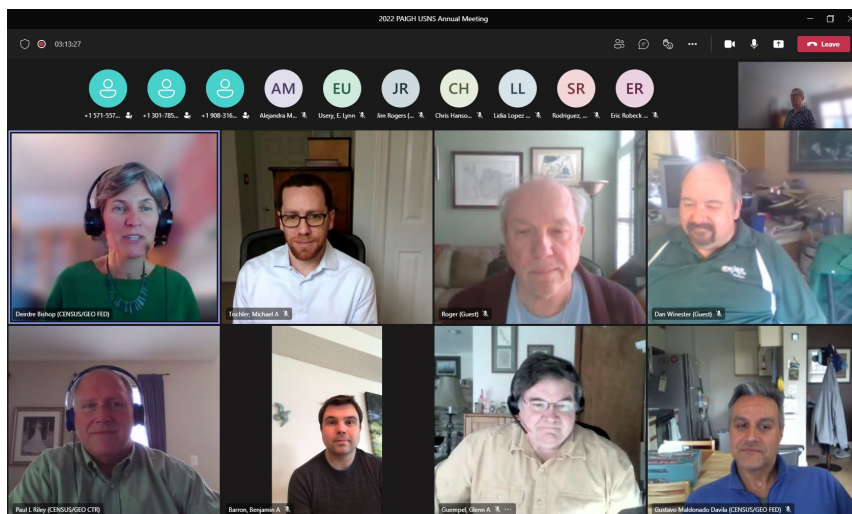 2022 PAIGH USNS Annual Meeting
03:13:27
Leave
AM
EU
JR
CH
LL
SR
ER
+1 571-557...
+1 301-785...
+1 908-316...
Alejandra M...
Usery, E. Lynn
Jim Rogers (...
Chris Hanso...
Lidia Lopez ...
Rodriguez, ...
Eric Robeck ...
Deirdre Bishop (CENSUS/GEO FED)
Tischler, Michael A
Roger (Guest)
Dan Winester (Guest)
Paul L Riley (CENSUS/GEO CTR)
Barron, Benjamin A
Guempel, Glenn A
Gustavo Maldonado Davila (CENSUS/GEO FED)